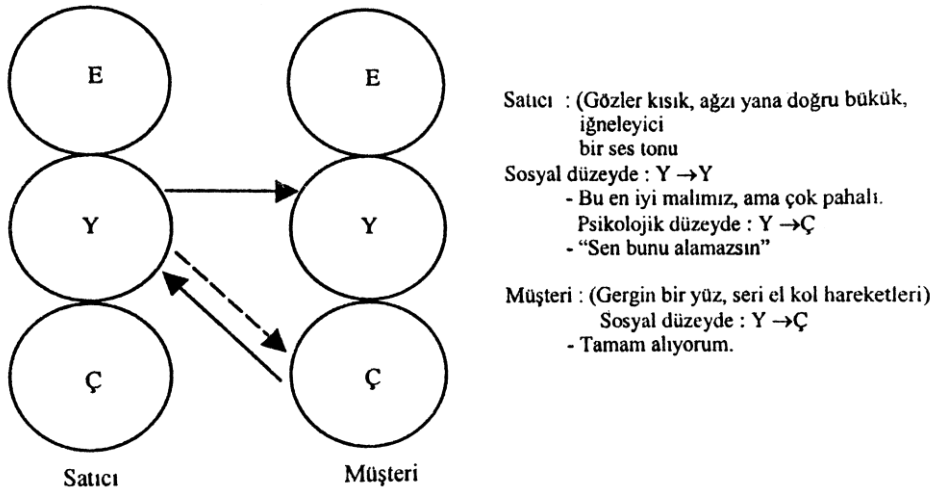 E
E
Y
Y
Ç
Ç
Satıcı
Müşteri
Satıcı : (Gözler kısık, ağzı yana doğru bükük,
iğneleyici
bir ses tonu
Sosyal düzeyde : Y →Y
- Bu en iyi malımız, ama çok pahalı.
Psikolojik düzeyde : Y →Ç
- “Sen bunu alamazsın”
Müşteri : (Gergin bir yüz, seri el kol hareketleri)
Sosyal düzeyde : Y →Ç
- Tamam alıyorum.